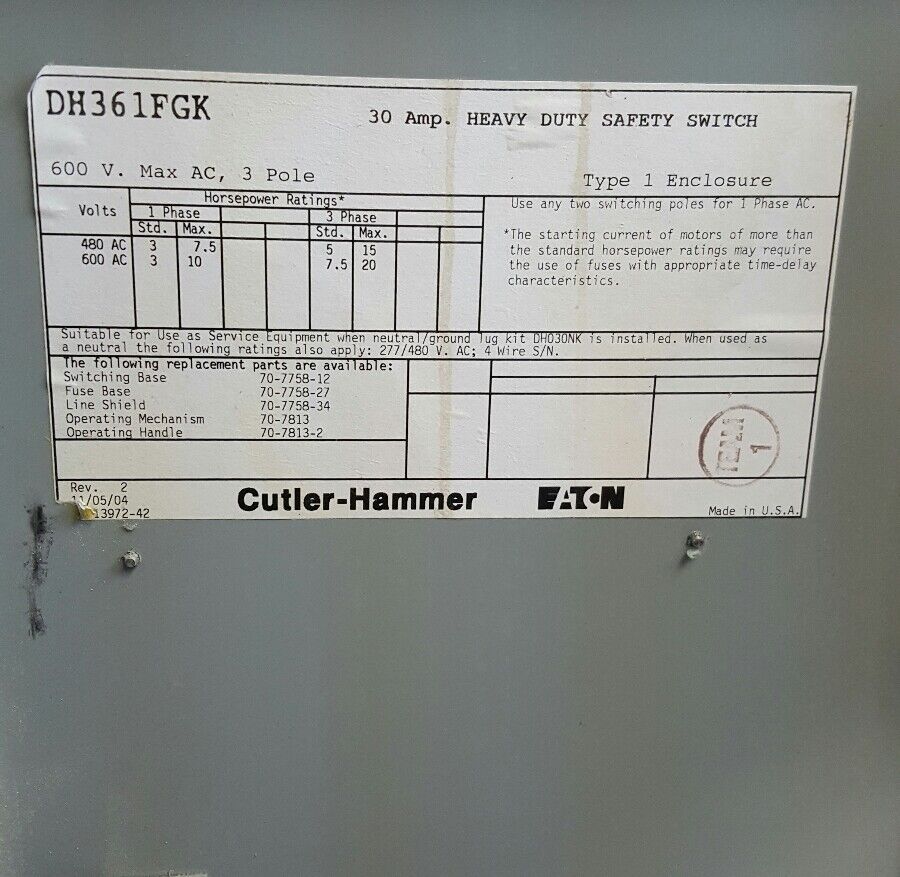 DH361FGK
30 Amp. HEAVY DUTY SAFETY SWITCH
600 V. Max AC, 3 Pole
Type 1 Enclosure
Volts
Horsepower Ratings*
1 Phase 3 Phase
Std. Max. Std. Max.
480 AC 3 7.5 5 15
600 AC 3 10 7.5 20
Use any two switching poles for 1 Phase AC.
*The starting current of motors of more than
the standard horsepower ratings may require
the use of fuses with appropriate time-delay
characteristics.
Suitable for Use as Service Equipment when neutral/ground lug kit DH030NK is installed. When used as
a neutral the following ratings also apply: 277/480 V. AC; 4 Wire S/N.
The following replacement parts are available:
Switching Base 70-7758-12
Fuse Base 70-7758-27
Line Shield 70-7758-34
Operating Mechanism 70-7813
Operating Handle 70-7813-2
TEAM
1
Rev. 2
11/05/04
13972-42
Cutler-Hammer
EATON
Made in U.S.A.